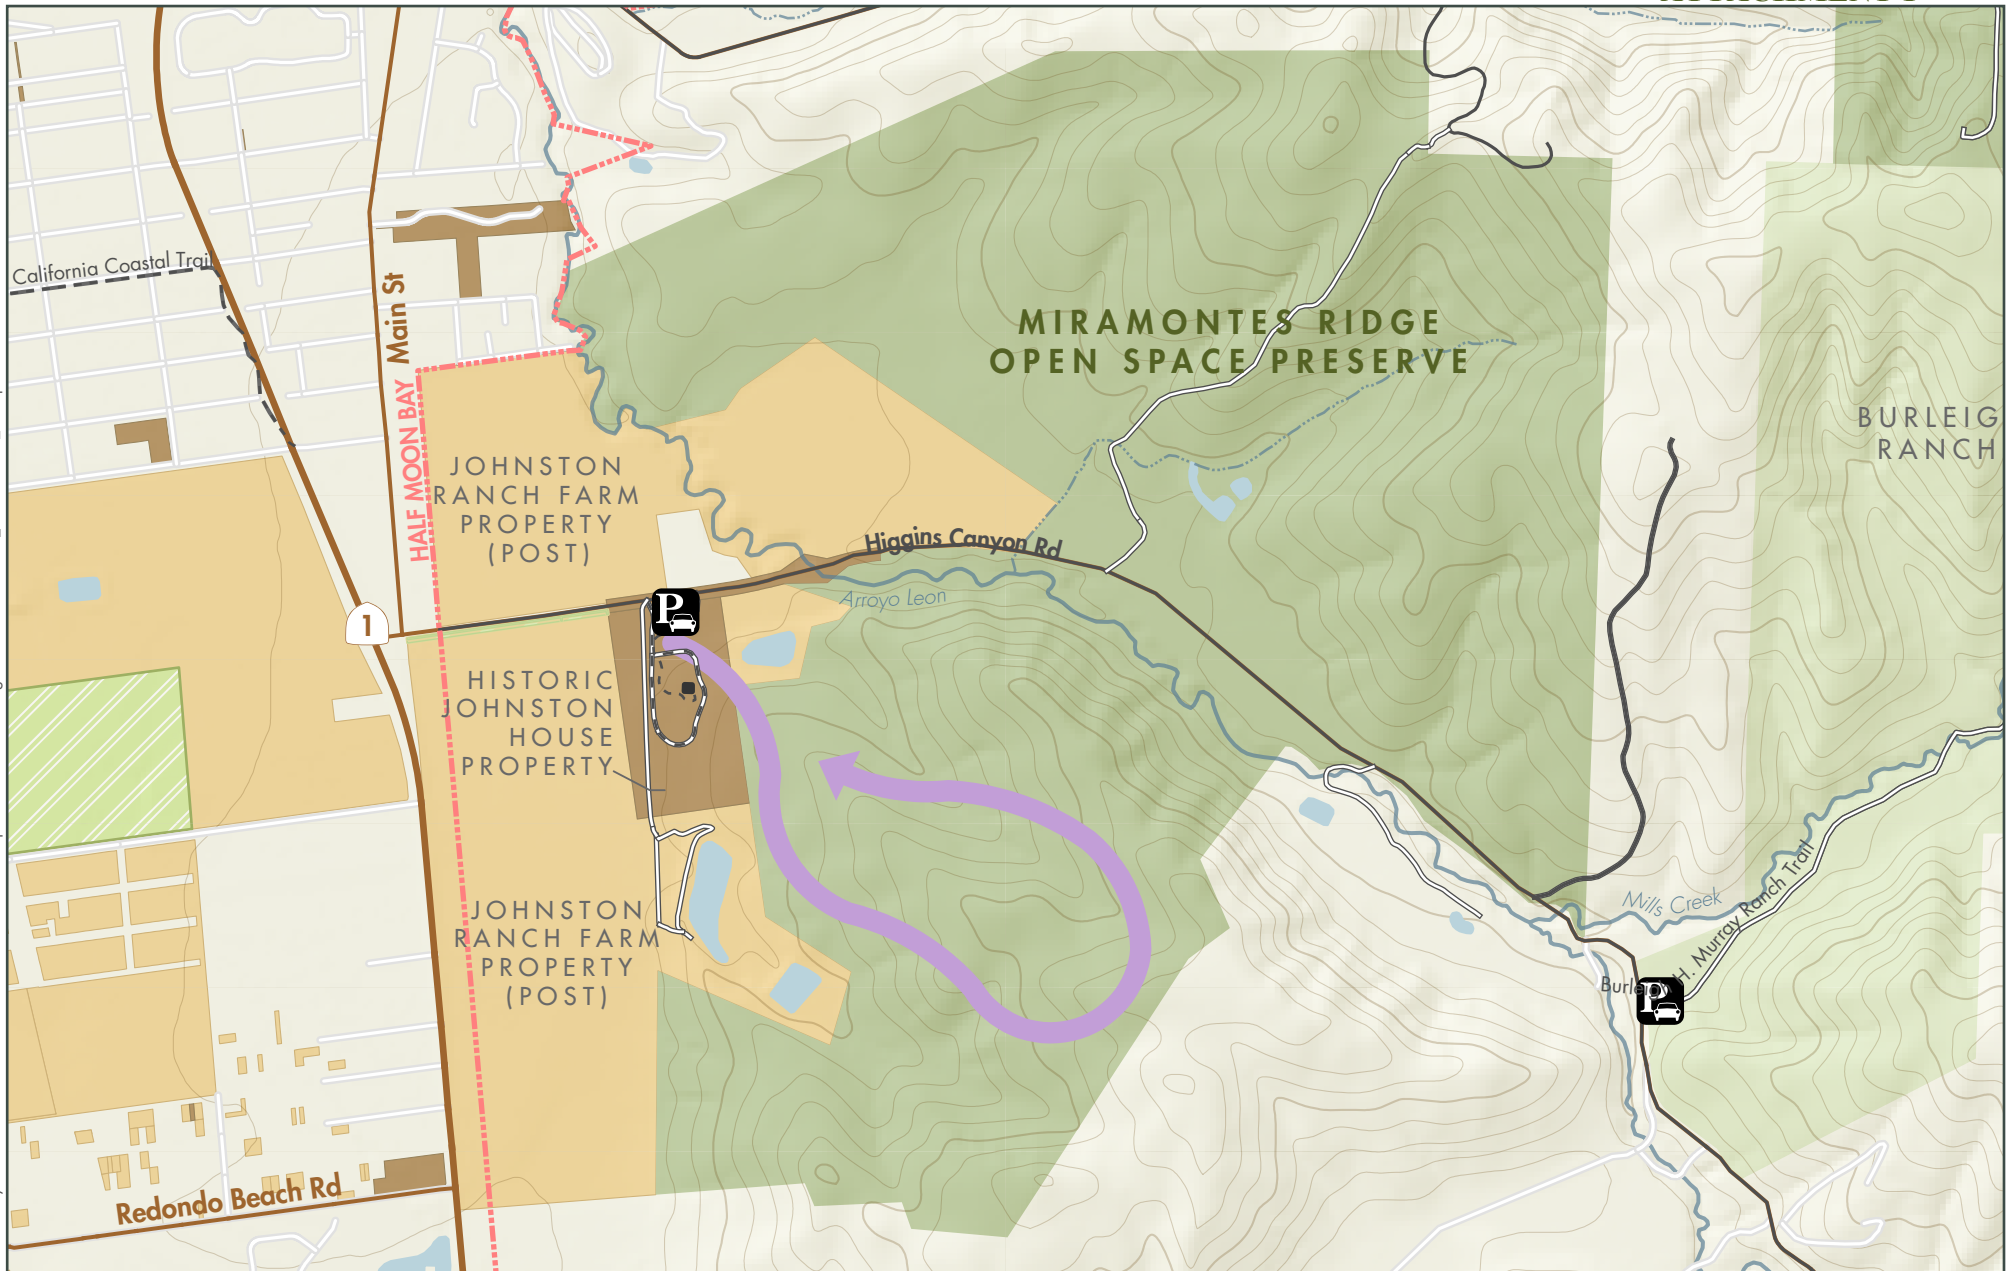 California Coastal Trail
Main St
HALF MOON BAY
MIRAMONTES RIDGE
OPEN SPACE PRESERVE
BURLEIG
RANCH
JOHNSTON
RANCH FARM
PROPERTY
(POST)
Higgins Canyon Rd
Arroyo Leon
P
1
HISTORIC
JOHNSTON
HOUSE
PROPERTY
JOHNSTON
RANCH FARM
PROPERTY
(POST)
Mills Creek
Burleigh H. Murray Ranch Trail
P
Redondo Beach Rd